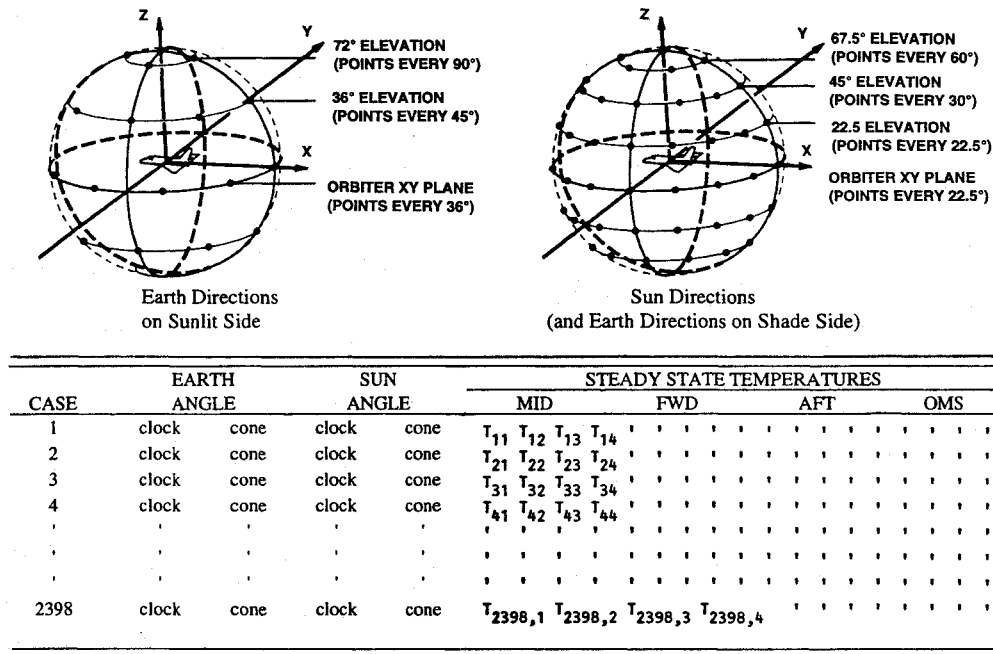 Z
Y
72° ELEVATION
(POINTS EVERY 90°)
36° ELEVATION
(POINTS EVERY 45°)
X
ORBITER XY PLANE
(POINTS EVERY 36°)
Earth Directions
on Sunlit Side
Z
Y
67.5° ELEVATION
(POINTS EVERY 60°)
45° ELEVATION
(POINTS EVERY 30°)
22.5 ELEVATION
(POINTS EVERY 22.5°)
X
ORBITER XY PLANE
(POINTS EVERY 22.5°)
Sun Directions
(and Earth Directions on Shade Side)
EARTH SUN STEADY STATE TEMPERATURES
CASE ANGLE ANGLE MID FWD AFT OMS
1 clock cone clock cone T11 T12 T13 T14 ' ' ' ' ' ' ' ' ' ' ' ' '
2 clock cone clock cone T21 T22 T23 T24 ' ' ' ' ' ' ' ' ' ' ' ' '
3 clock cone clock cone T31 T32 T33 T34 ' ' ' ' ' ' ' ' ' ' ' ' '
4 clock cone clock cone T41 T42 T43 T44 ' ' ' ' ' ' ' ' ' ' ' ' '
' ' ' ' ' ' ' ' ' ' ' ' ' ' ' ' ' ' ' ' ' '
' ' ' ' ' ' ' ' ' ' ' ' ' ' ' ' ' ' ' ' ' '
' ' ' ' ' ' ' ' ' ' ' ' ' ' ' ' ' ' ' ' ' '
2398 clock cone clock cone T2398,1 T2398,2 T2398,3 T2398,4 ' ' ' ' ' ' ' '